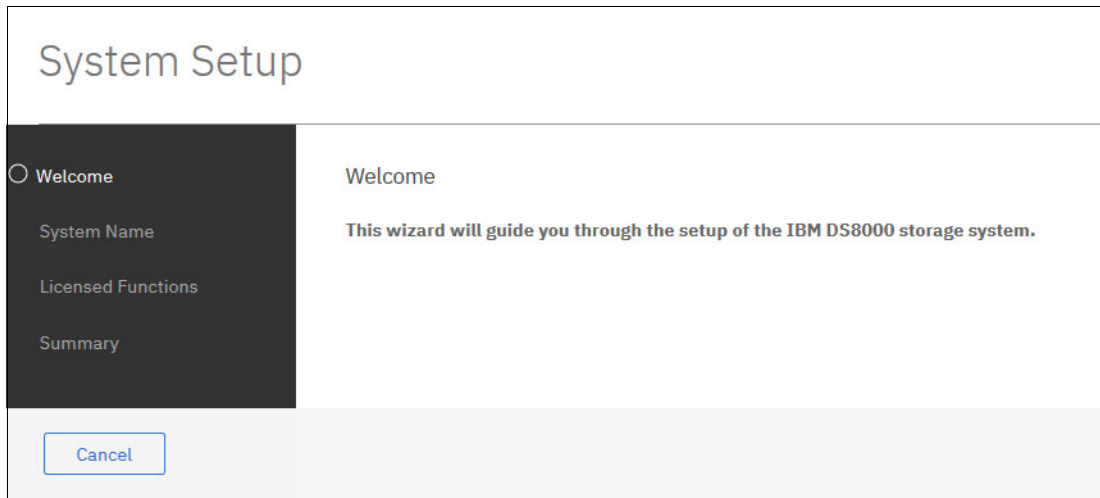 System Setup
Welcome
System Name
Licensed Functions
Summary
Welcome
This wizard will guide you through the setup of the IBM DS8000 storage system.
Cancel